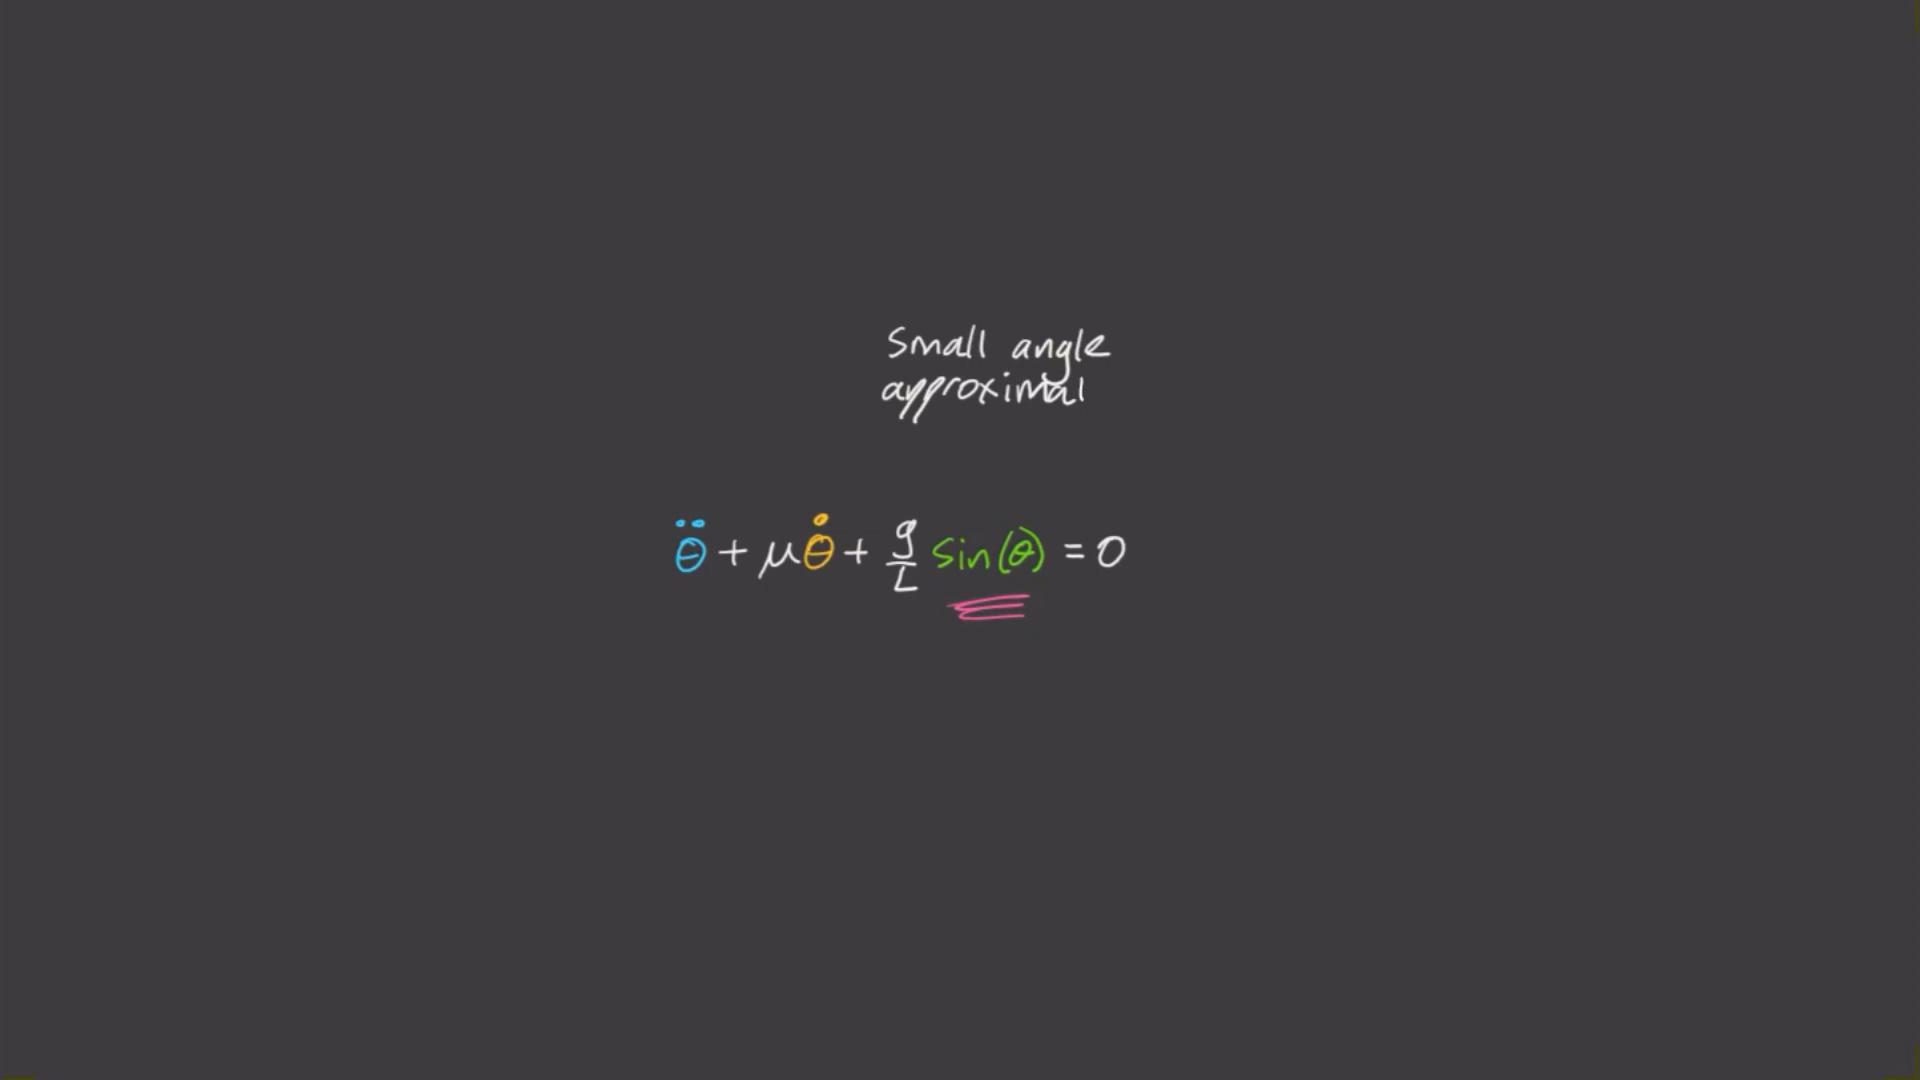 Small angle
approximal
θ̈ + μθ̇ + g/L sin(θ) = 0